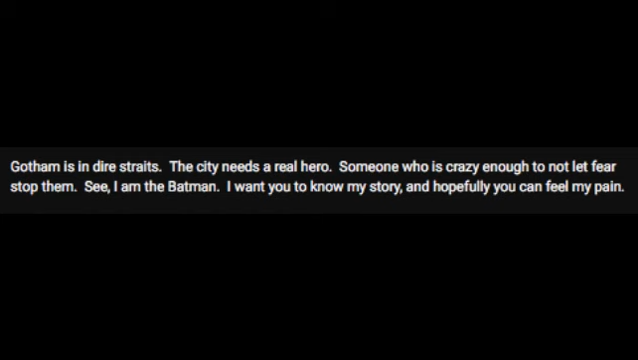 Gotham is in dire straits.  The city needs a real hero.  Someone who is crazy enough to not let fear
stop them.  See, I am the Batman.  I want you to know my story, and hopefully you can feel my pain.